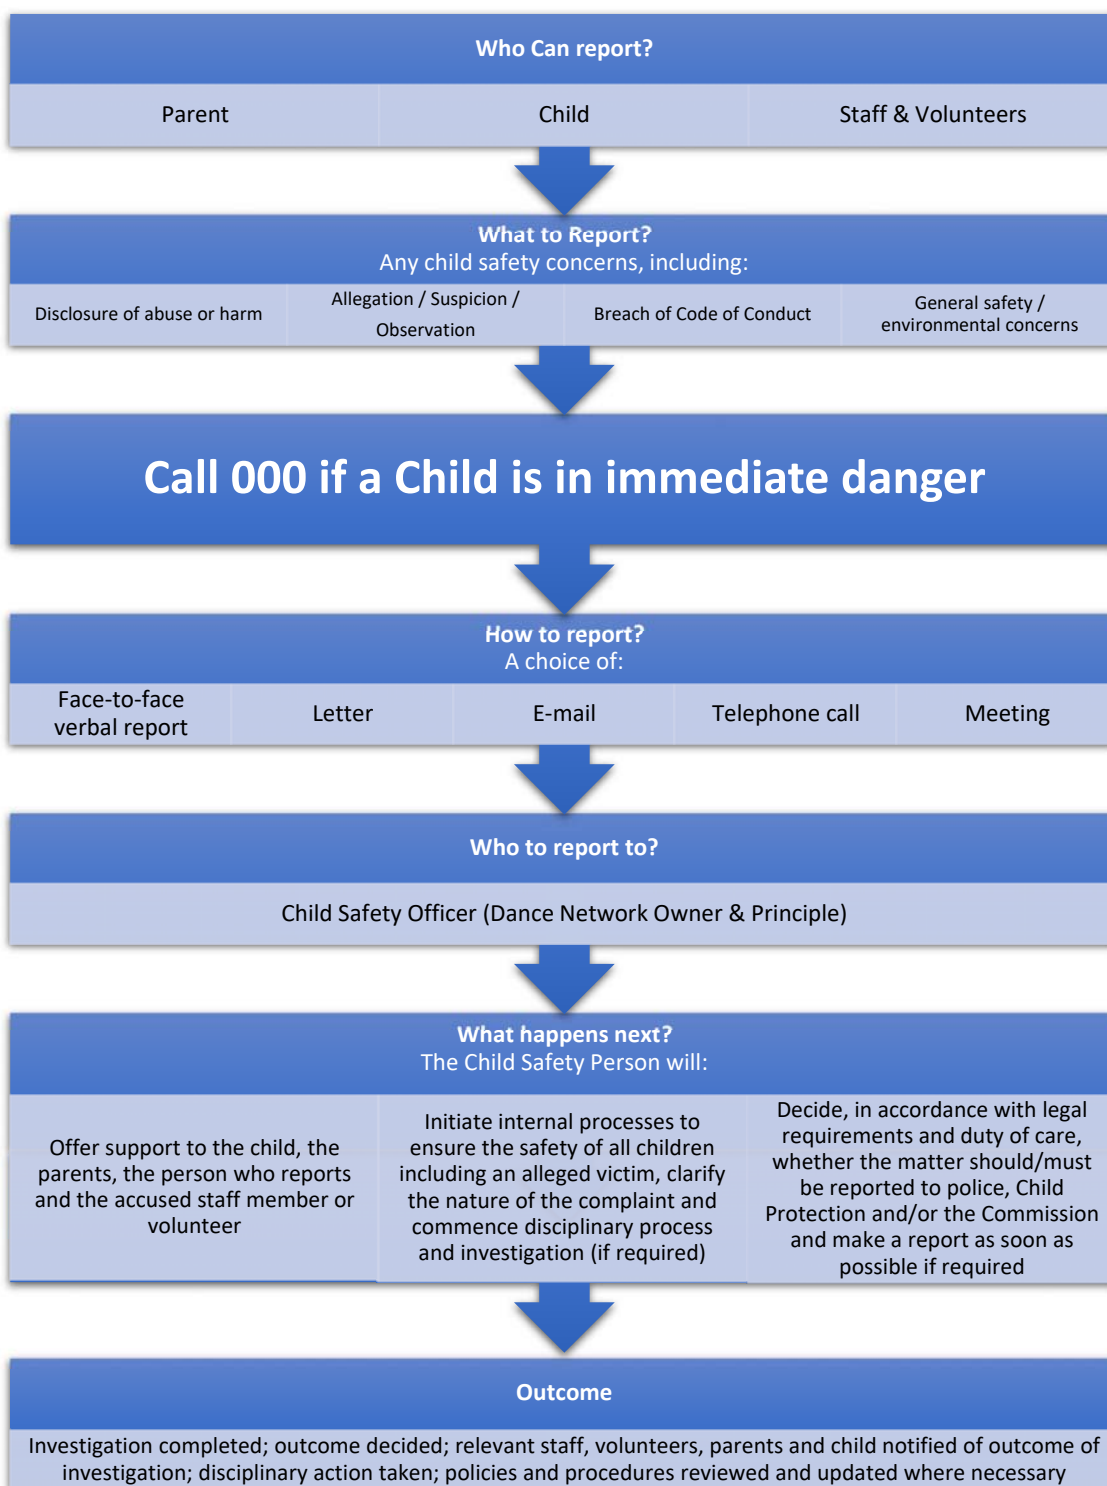 Who Can report?
Parent
Child
Staff & Volunteers
What to Report?
Any child safety concerns, including:
Disclosure of abuse or harm
Allegation / Suspicion /
Observation
Breach of Code of Conduct
General safety /
environmental concerns
Call 000 if a Child is in immediate danger
How to report?
A choice of:
Face-to-face
verbal report
Letter
E-mail
Telephone call
Meeting
Who to report to?
Child Safety Officer (Dance Network Owner & Principle)
What happens next?
The Child Safety Person will:
Offer support to the child, the
parents, the person who reports
and the accused staff member or
volunteer
Initiate internal processes to
ensure the safety of all children
including an alleged victim, clarify
the nature of the complaint and
commence disciplinary process
and investigation (if required)
Decide, in accordance with legal
requirements and duty of care,
whether the matter should/must
be reported to police, Child
Protection and/or the Commission
and make a report as soon as
possible if required
Outcome
Investigation completed; outcome decided; relevant staff, volunteers, parents and child notified of outcome of
investigation; disciplinary action taken; policies and procedures reviewed and updated where necessary